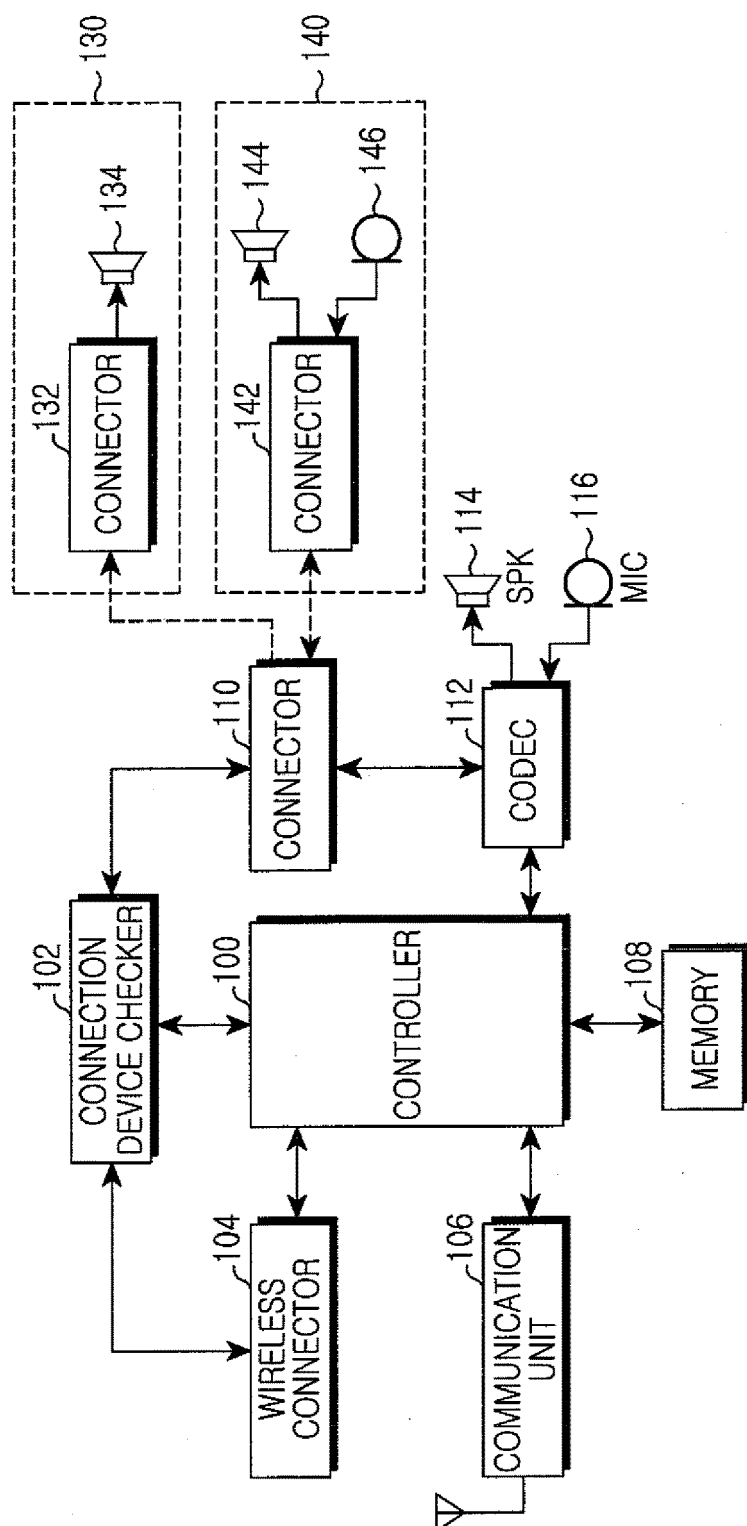 130
132
CONNECTOR
134
140
142
CONNECTOR
144
146
102
CONNECTION
DEVICE CHECKER
110
CONNECTOR
104
WIRELESS
CONNECTOR
100
CONTROLLER
112
CODEC
114
SPK
116
MIC
106
COMMUNICATION
UNIT
108
MEMORY